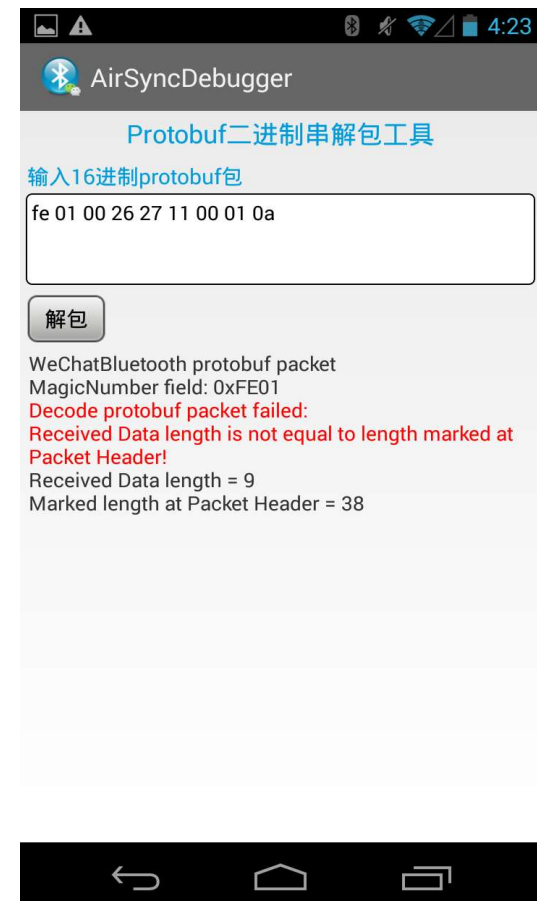 4:23
AirSyncDebugger
Protobuf二进制串解包工具
输入16进制protobuf包
fe 01 00 26 27 11 00 01 0a
解包
WeChatBluetooth protobuf packet
MagicNumber field: 0xFE01
Decode protobuf packet failed:
Received Data length is not equal to length marked at
Packet Header!
Received Data length = 9
Marked length at Packet Header = 38